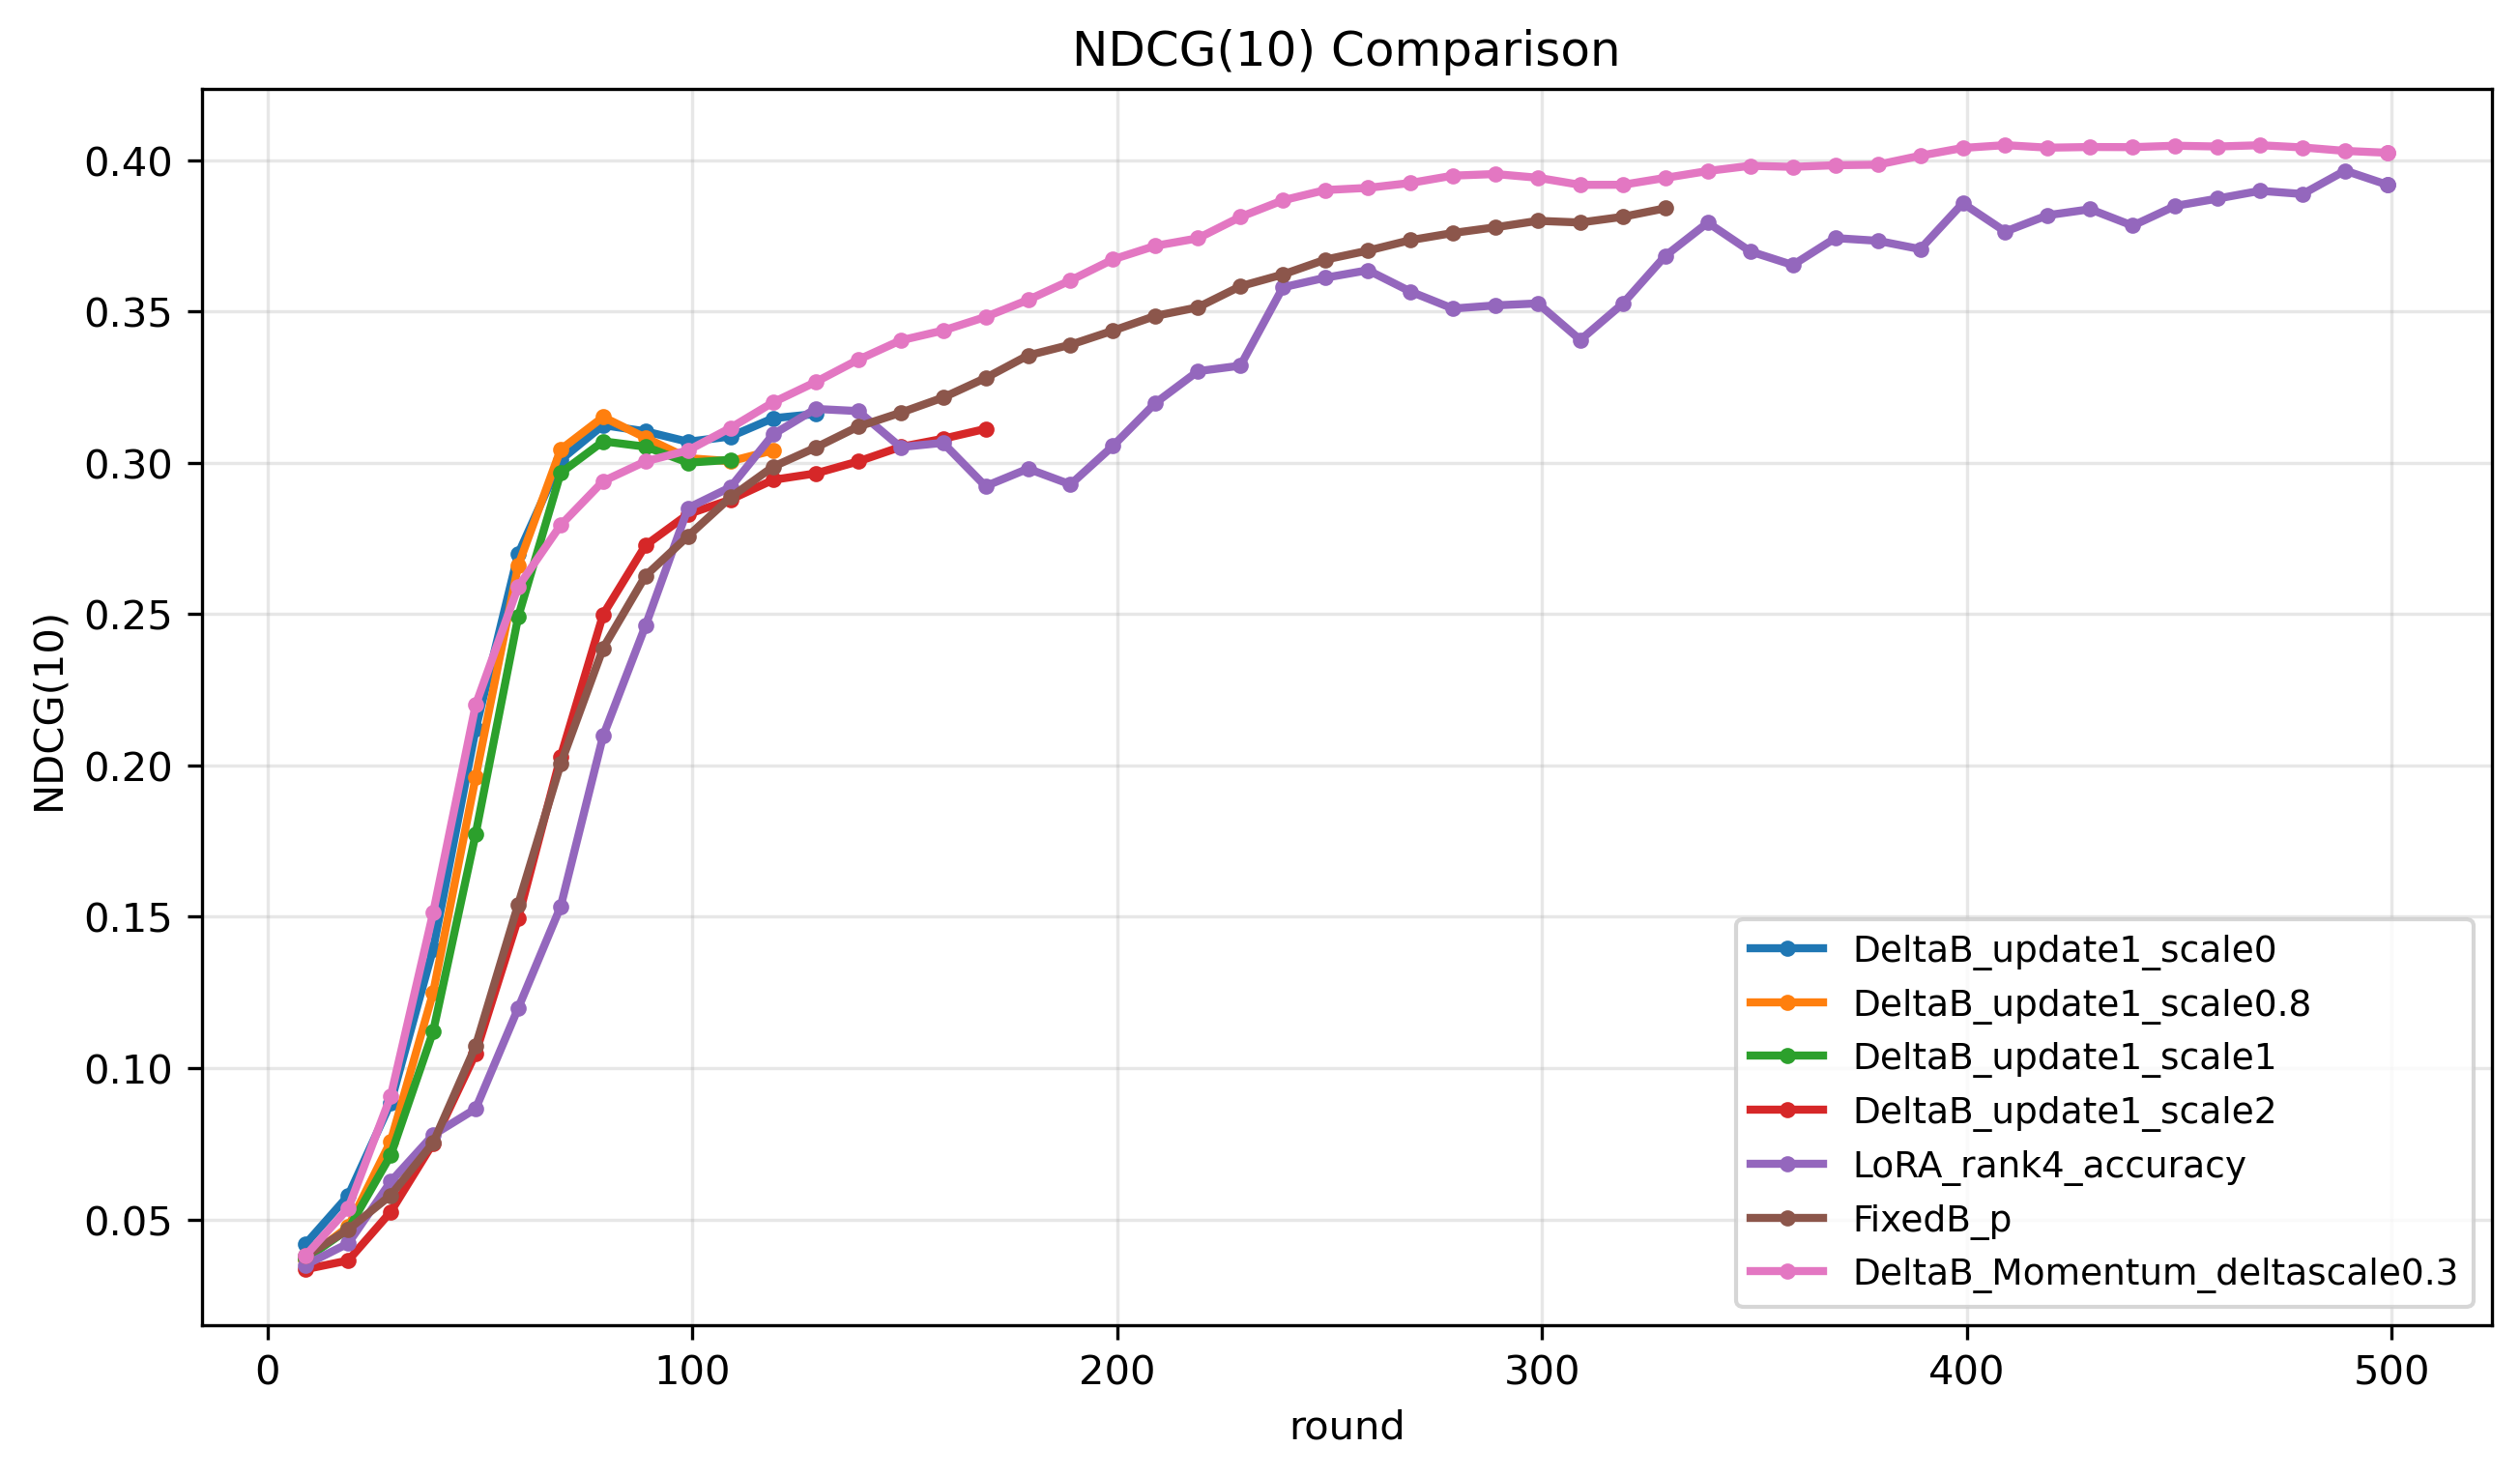 NDCG(10) Comparison
NDCG(10)
0.40
0.35
0.30
0.25
0.20
0.15
0.10
0.05
0
100
200
300
400
500
round
DeltaB_update1_scale0
DeltaB_update1_scale0.8
DeltaB_update1_scale1
DeltaB_update1_scale2
LoRA_rank4_accuracy
FixedB_p
DeltaB_Momentum_deltascale0.3